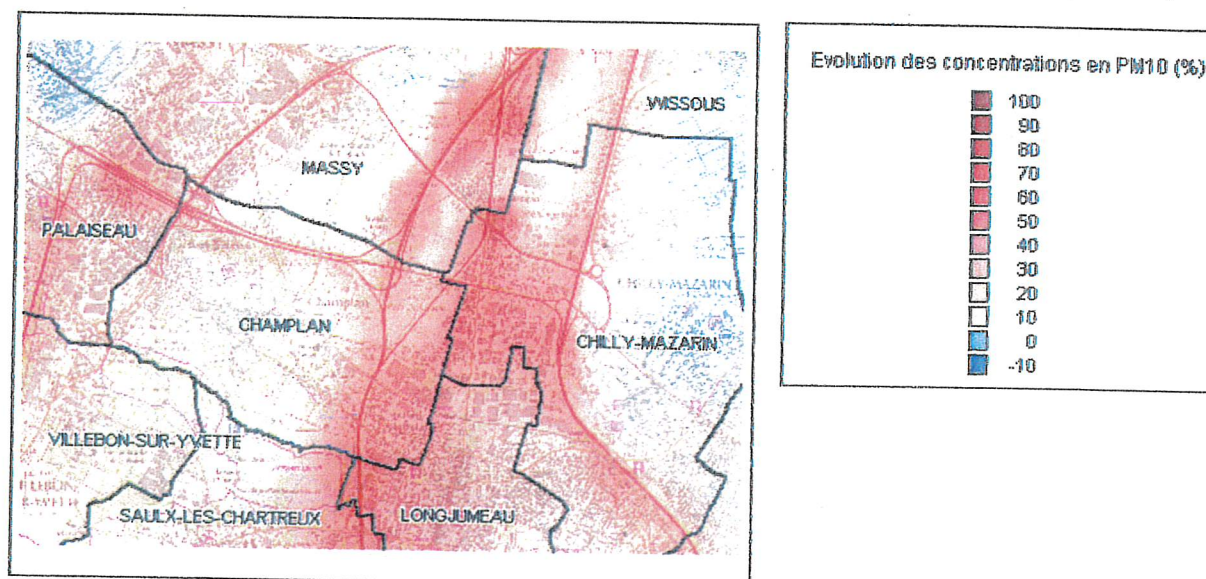 WISSOUS
MASSY
PALAISEAU
CHILLY-MAZARIN
Champlan
CHAMPLAN
CHILLY-MAZARIN
VILLEBON-SUR-YVETTE
SAULX-LES-CHARTREUX
LONGJUMEAU
Evolution des concentrations en PM10 (%)
100
90
80
70
60
50
40
30
20
10
0
-10